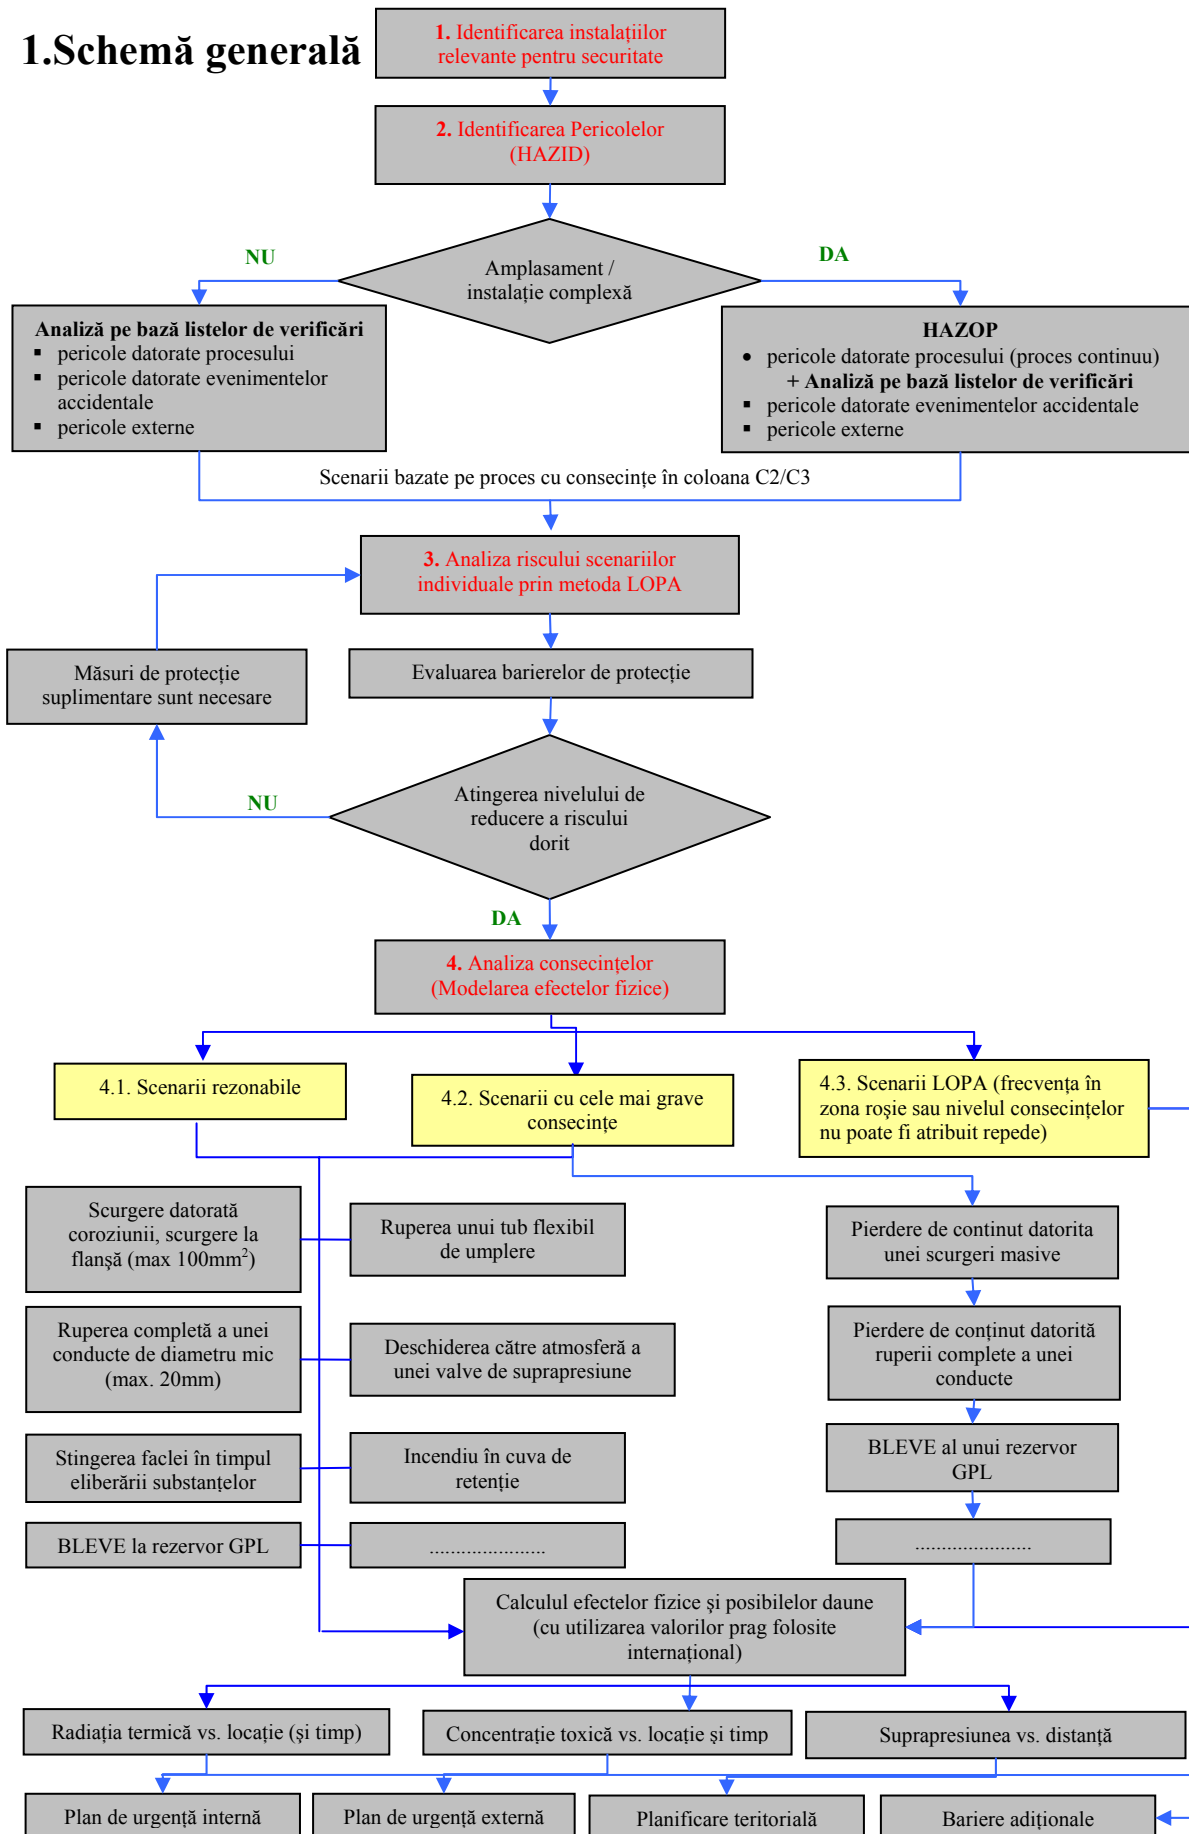 1.Schemă generală
1. Identificarea instalațiilor
relevante pentru securitate
2. Identificarea Pericolelor
(HAZID)
NU
DA
Amplasament /
instalație complexă
Analiză pe bază listelor de verificări
▪ pericole datorate procesului
▪ pericole datorate evenimentelor
accidentale
▪ pericole externe
HAZOP
• pericole datorate procesului (proces continuu)
+ Analiză pe bază listelor de verificări
▪ pericole datorate evenimentelor accidentale
▪ pericole externe
Scenarii bazate pe proces cu consecințe în coloana C2/C3
3. Analiza riscului scenariilor
individuale prin metoda LOPA
Măsuri de protecție
suplimentare sunt necesare
Evaluarea barierelor de protecție
NU
Atingerea nivelului de
reducere a riscului
dorit
DA
4. Analiza consecințelor
(Modelarea efectelor fizice)
4.1. Scenarii rezonabile
4.2. Scenarii cu cele mai grave
consecințe
4.3. Scenarii LOPA (frecvența în
zona roșie sau nivelul consecințelor
nu poate fi atribuit repede)
Scurgere datorată
coroziunii, scurgere la
flanșă (max 100mm²)
Ruperea unui tub flexibil
de umplere
Pierdere de continut datorita
unei scurgeri masive
Ruperea completă a unei
conducte de diametru mic
(max. 20mm)
Deschiderea către atmosferă a
unei valve de suprapresiune
Pierdere de conținut datorită
ruperii complete a unei
conducte
Stingerea faclei în timpul
eliberării substanțelor
Incendiu în cuva de
retenție
BLEVE al unui rezervor
GPL
BLEVE la rezervor GPL
......................
......................
Calculul efectelor fizice și posibilelor daune
(cu utilizarea valorilor prag folosite
internațional)
Radiația termică vs. locație (și timp)
Concentrație toxică vs. locație și timp
Suprapresiunea vs. distanță
Plan de urgență internă
Plan de urgență externă
Planificare teritorială
Bariere adiționale